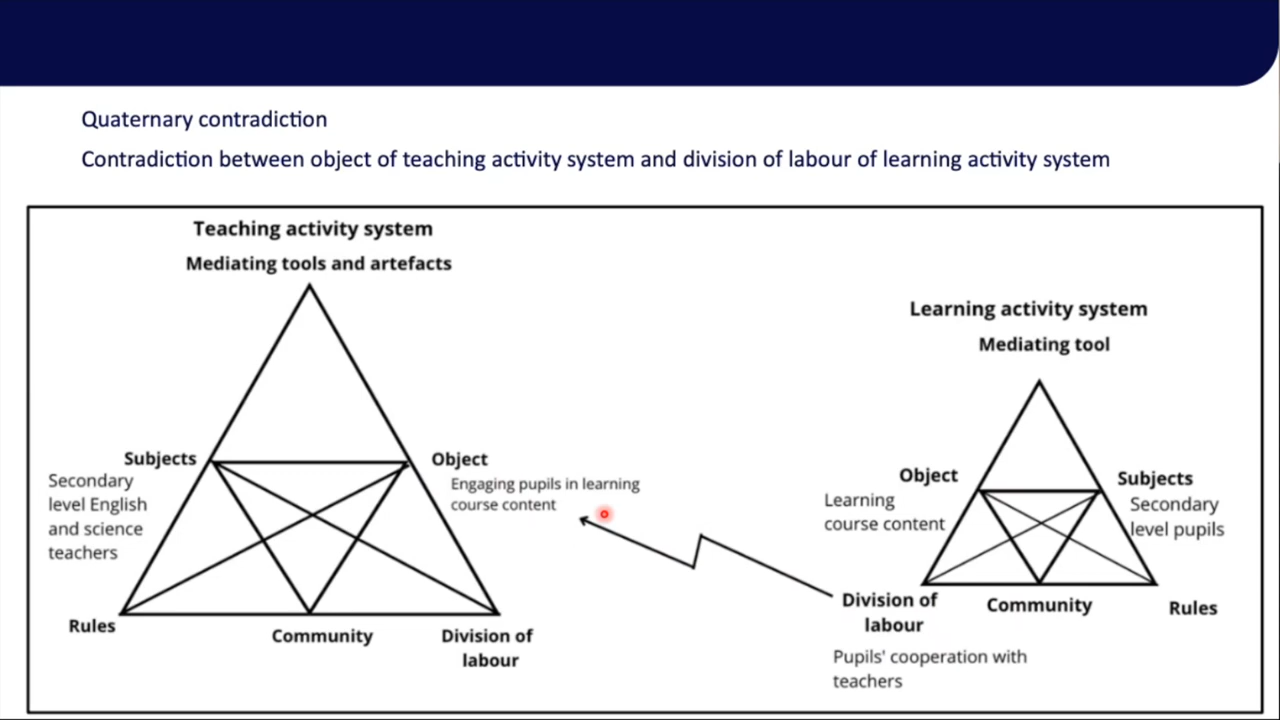 Quaternary contradiction
Contradiction between object of teaching activity system and division of labour of learning activity system
Teaching activity system
Mediating tools and artefacts
Subjects
Secondary
level English
and science
teachers
Object
Engaging pupils in learning
course content
Rules
Community
Division of
labour
Learning activity system
Mediating tool
Object
Learning
course content
Subjects
Secondary
level pupils
Division of
labour
Pupils' cooperation with
teachers
Community
Rules